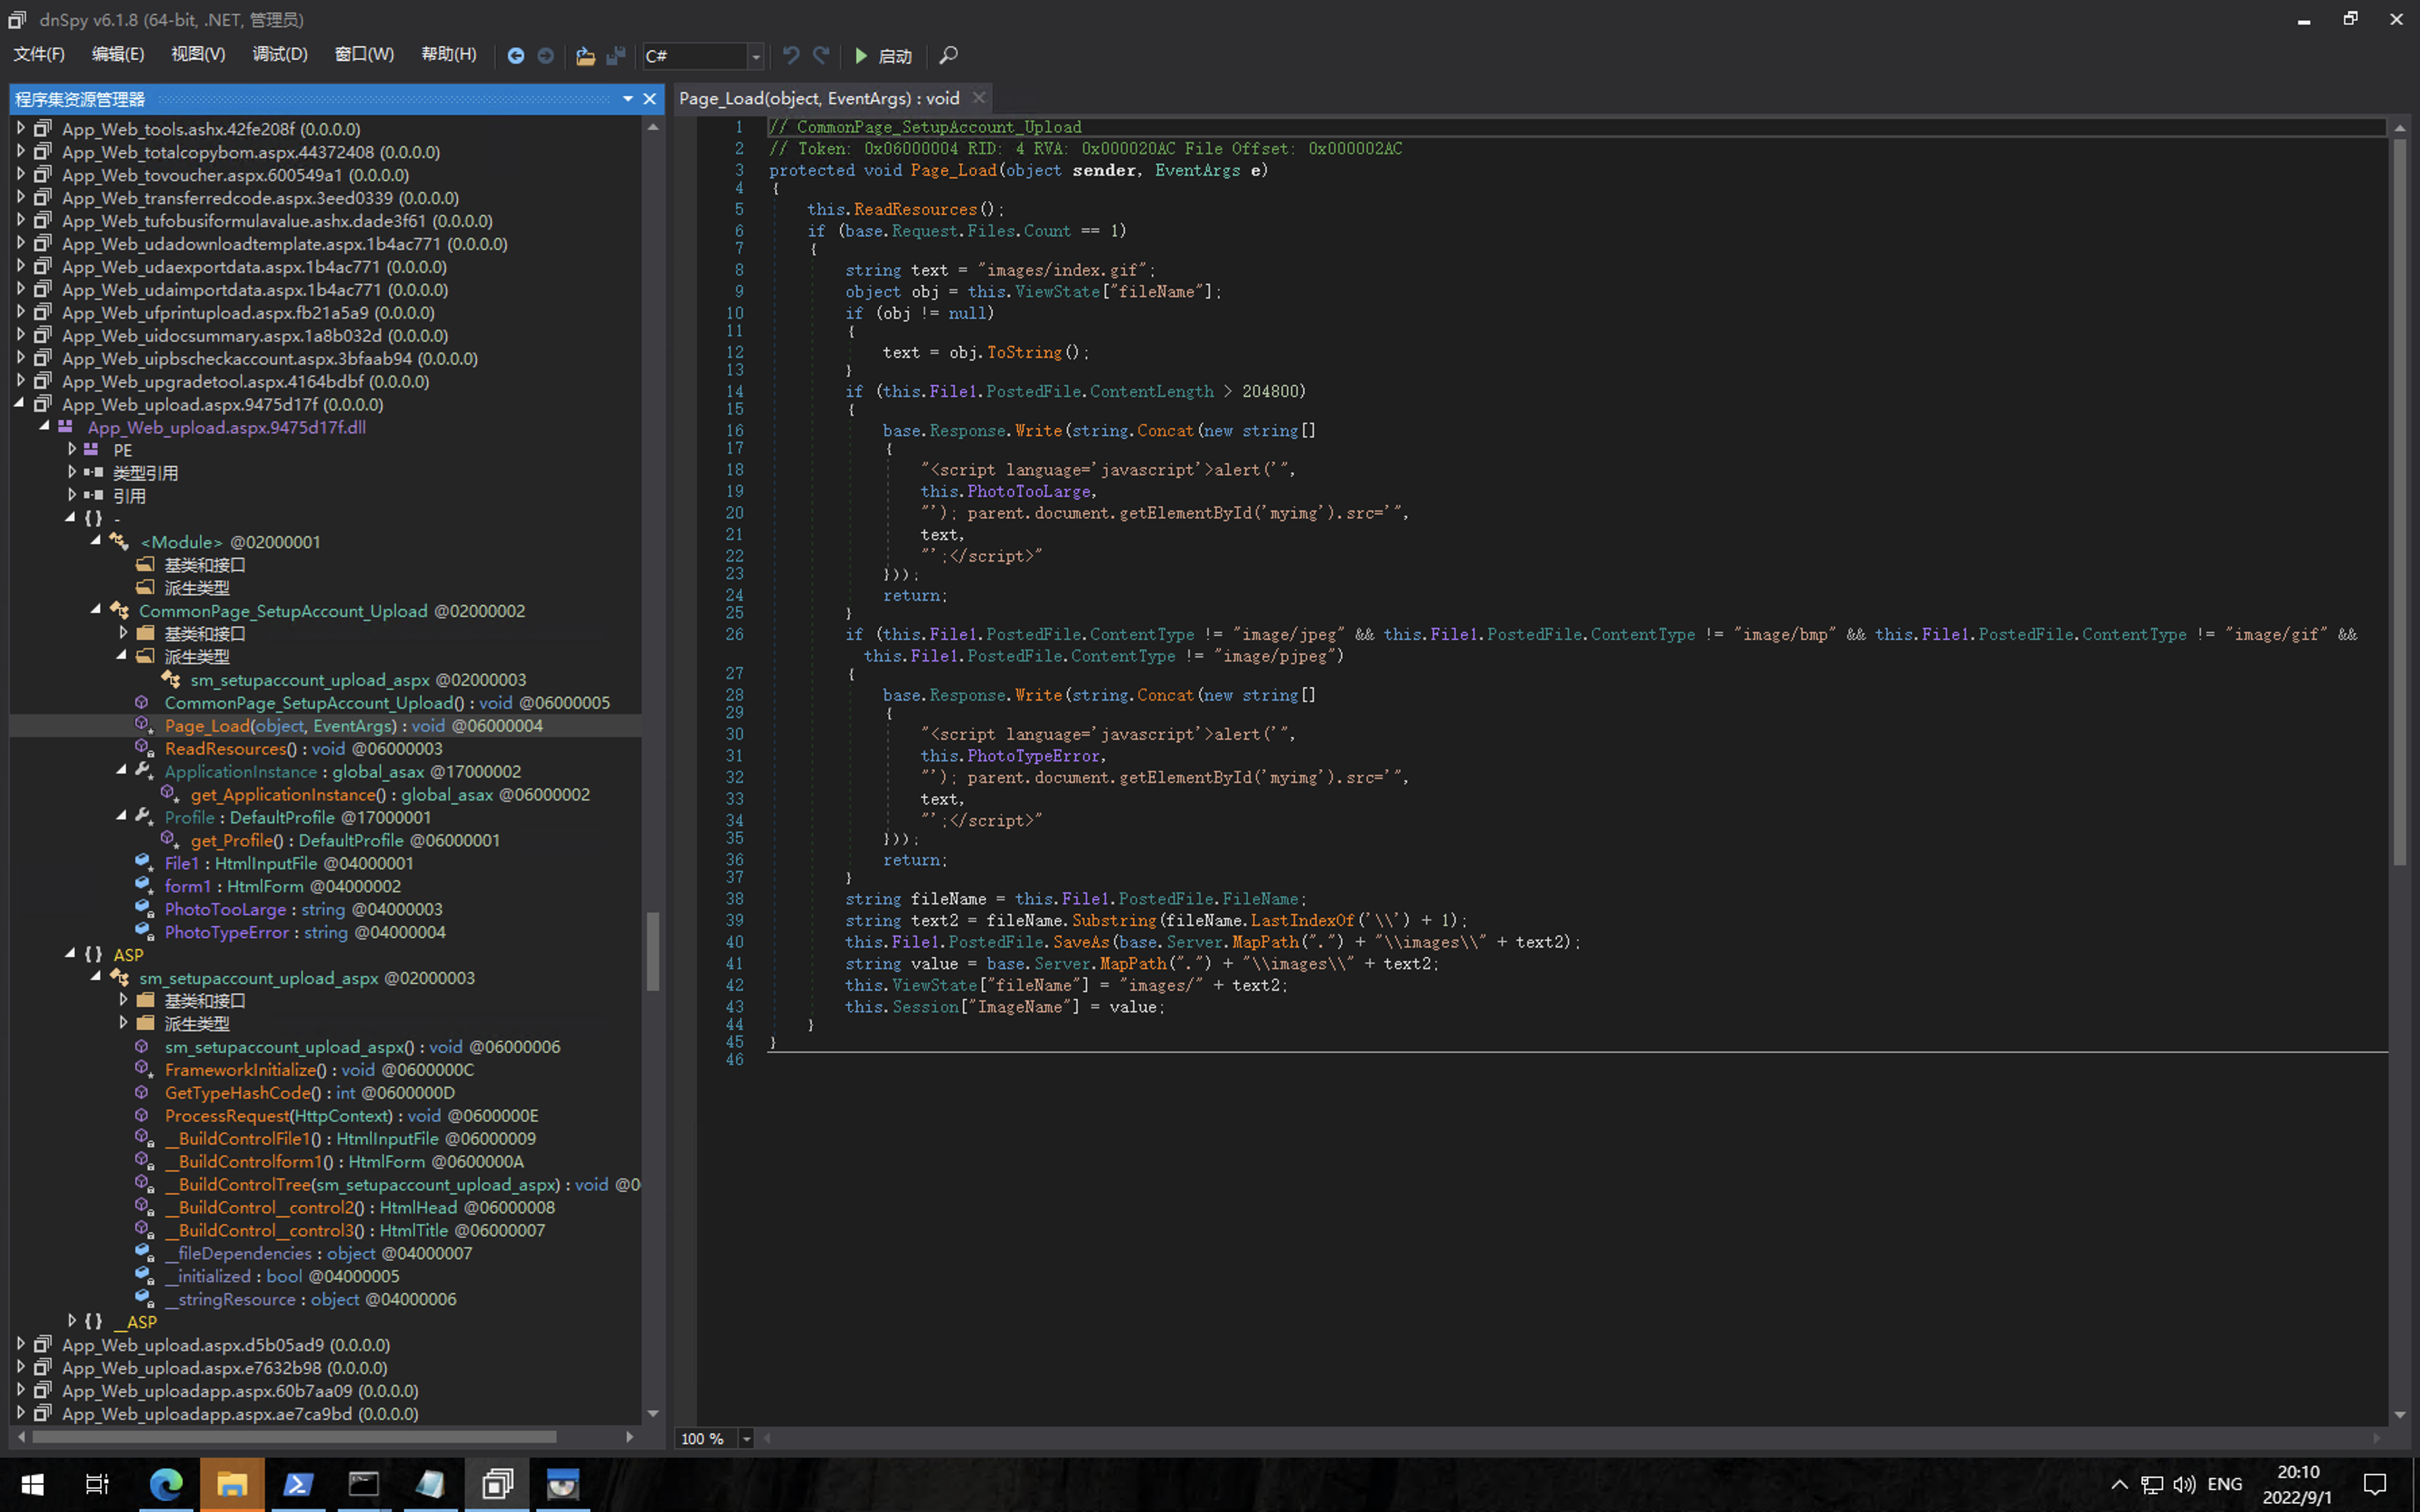 dnSpy v6.1.8 (64-bit, .NET, 管理员)
文件(F) 编辑(E) 视图(V) 调试(D) 窗口(W) 帮助(H) C# 启动
程序集资源管理器
App_Web_tools.ashx.42fe208f (0.0.0.0)
App_Web_totalcopybom.aspx.44372408 (0.0.0.0)
App_Web_tovoucher.aspx.600549a1 (0.0.0.0)
App_Web_transferredcode.aspx.3eed0339 (0.0.0.0)
App_Web_tufobusiformulavalue.ashx.dade3f61 (0.0.0.0)
App_Web_udadownloadtemplate.aspx.1b4ac771 (0.0.0.0)
App_Web_udaexportdata.aspx.1b4ac771 (0.0.0.0)
App_Web_udaimportdata.aspx.1b4ac771 (0.0.0.0)
App_Web_ufprintupload.aspx.fb21a5a9 (0.0.0.0)
App_Web_uidocsummary.aspx.1a8b032d (0.0.0.0)
App_Web_uipbscheckaccount.aspx.3bfaab94 (0.0.0.0)
App_Web_upgradetool.aspx.4164bdbf (0.0.0.0)
App_Web_upload.aspx.9475d17f (0.0.0.0)
App_Web_upload.aspx.9475d17f.dll
PE
类型引用
引用
{} -
<Module> @02000001
基类和接口
派生类型
CommonPage_SetupAccount_Upload @02000002
基类和接口
派生类型
sm_setupaccount_upload_aspx @02000003
CommonPage_SetupAccount_Upload() : void @06000005
Page_Load(object, EventArgs) : void @06000004
ReadResources() : void @06000003
ApplicationInstance : global_asax @17000002
get_ApplicationInstance() : global_asax @06000002
Profile : DefaultProfile @17000001
get_Profile() : DefaultProfile @06000001
File1 : HtmlInputFile @04000001
form1 : HtmlForm @04000002
PhotoTooLarge : string @04000003
PhotoTypeError : string @04000004
{} ASP
sm_setupaccount_upload_aspx @02000003
基类和接口
派生类型
sm_setupaccount_upload_aspx() : void @06000006
FrameworkInitialize() : void @0600000C
GetTypeHashCode() : int @0600000D
ProcessRequest(HttpContext) : void @0600000E
__BuildControlFile1() : HtmlInputFile @06000009
__BuildControlform1() : HtmlForm @0600000A
__BuildControlTree(sm_setupaccount_upload_aspx) : void @0
__BuildControl__control2() : HtmlHead @06000008
__BuildControl__control3() : HtmlTitle @06000007
__fileDependencies : object @04000007
__initialized : bool @04000005
__stringResource : object @04000006
{} __ASP
App_Web_upload.aspx.d5b05ad9 (0.0.0.0)
App_Web_upload.aspx.e7632b98 (0.0.0.0)
App_Web_uploadapp.aspx.60b7aa09 (0.0.0.0)
App_Web_uploadapp.aspx.ae7ca9bd (0.0.0.0)
Page_Load(object, EventArgs) : void
1 // CommonPage_SetupAccount_Upload
2 // Token: 0x06000004 RID: 4 RVA: 0x000020AC File Offset: 0x000002AC
3 protected void Page_Load(object sender, EventArgs e)
4 {
5 this.ReadResources();
6 if (base.Request.Files.Count == 1)
7 {
8 string text = "images/index.gif";
9 object obj = this.ViewState["fileName"];
10 if (obj != null)
11 {
12 text = obj.ToString();
13 }
14 if (this.File1.PostedFile.ContentLength > 204800)
15 {
16 base.Response.Write(string.Concat(new string[]
17 {
18 "<script language='javascript'>alert('",
19 this.PhotoTooLarge,
20 "'); parent.document.getElementById('myimg').src='",
21 text,
22 "';</script>"
23 }));
24 return;
25 }
26 if (this.File1.PostedFile.ContentType != "image/jpeg" && this.File1.PostedFile.ContentType != "image/bmp" && this.File1.PostedFile.ContentType != "image/gif" &&
this.File1.PostedFile.ContentType != "image/pjpeg")
27 {
28 base.Response.Write(string.Concat(new string[]
29 {
30 "<script language='javascript'>alert('",
31 this.PhotoTypeError,
32 "'); parent.document.getElementById('myimg').src='",
33 text,
34 "';</script>"
35 }));
36 return;
37 }
38 string fileName = this.File1.PostedFile.FileName;
39 string text2 = fileName.Substring(fileName.LastIndexOf('\\') + 1);
40 this.File1.PostedFile.SaveAs(base.Server.MapPath(".") + "\\images\\" + text2);
41 string value = base.Server.MapPath(".") + "\\images\\" + text2;
42 this.ViewState["fileName"] = "images/" + text2;
43 this.Session["ImageName"] = value;
44 }
45 }
46
100 %
ENG
20:10
2022/9/1